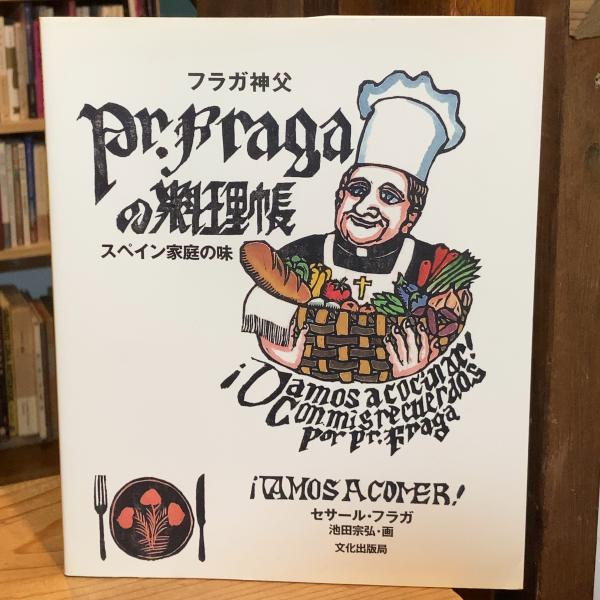 フラガ神父
Pr. Fraga
の料理帳
スペイン家庭の味
¡Vamos a cocinar!
Con mis recuerdos
por Pr. Fraga
¡VAMOS A COMER!
セサール・フラガ
池田宗弘・画
文化出版局